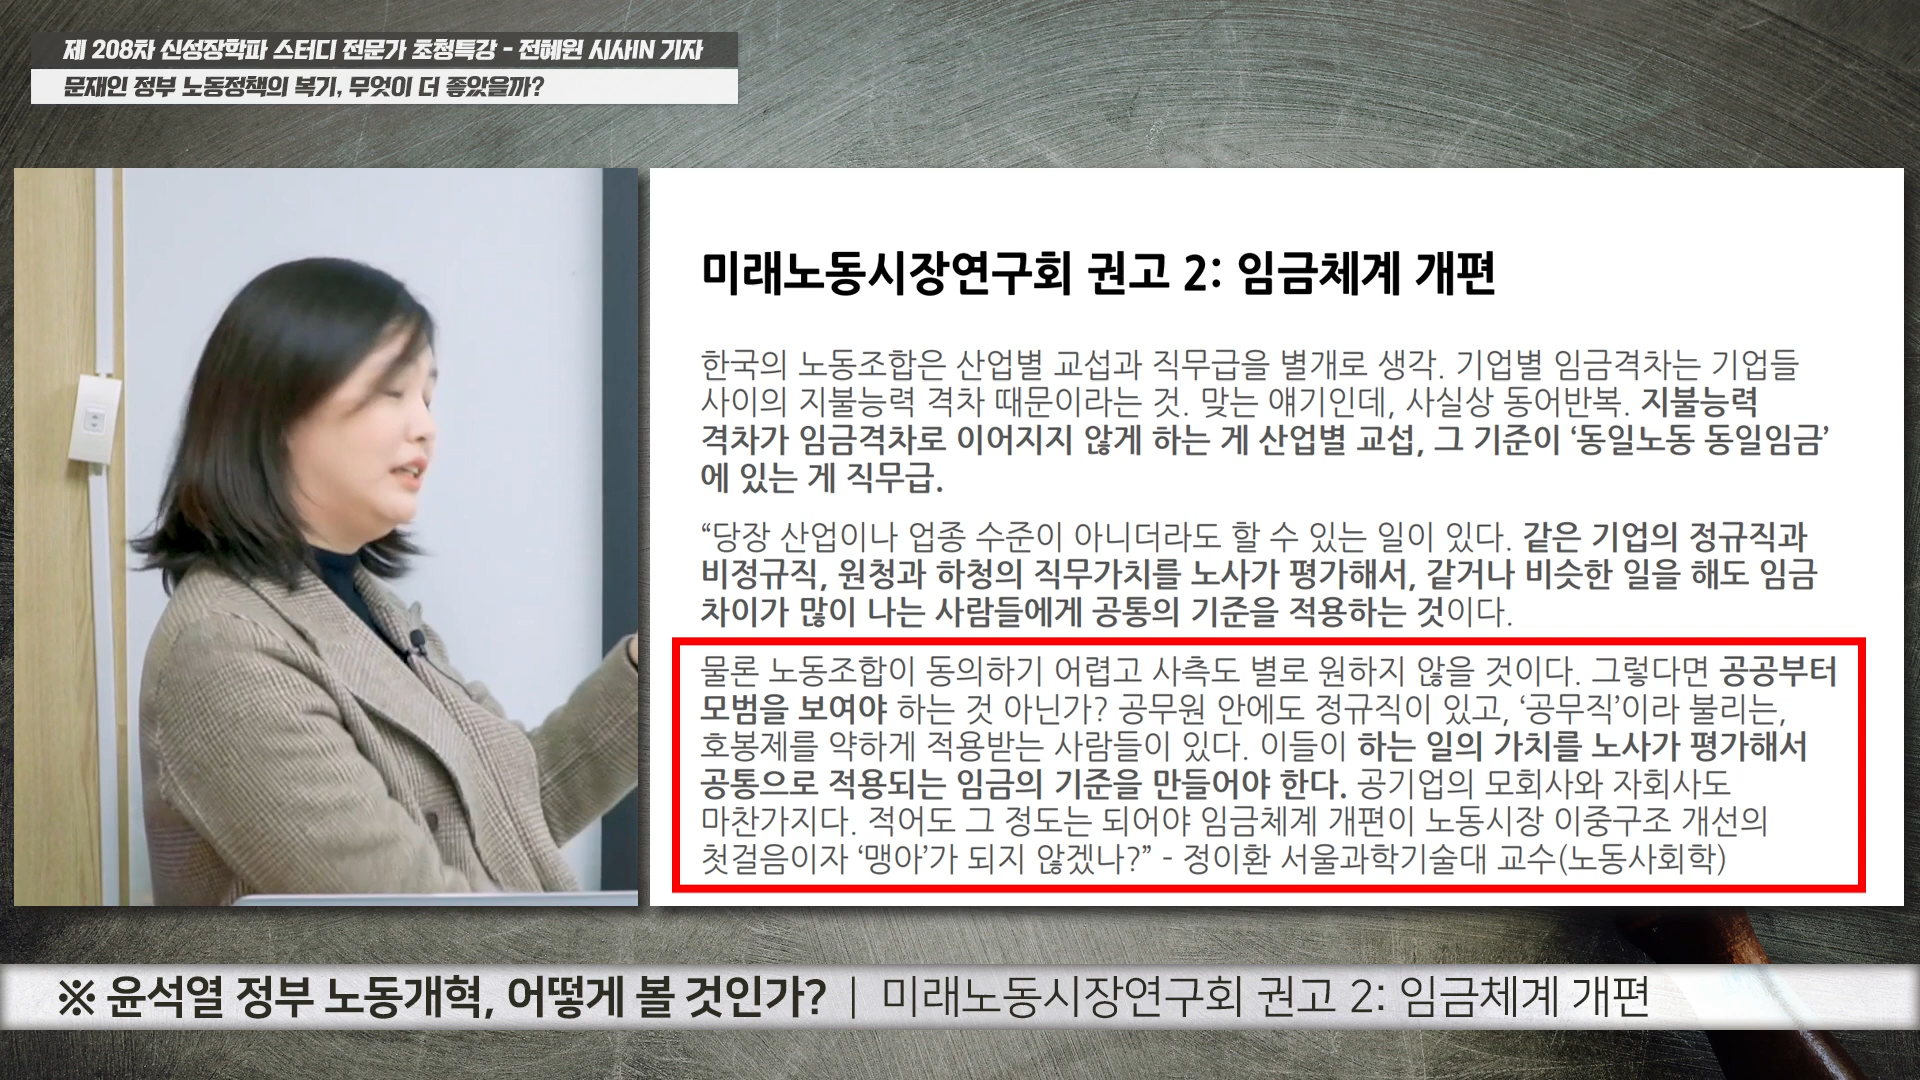 제 208차 신성장학파 스터디 전문가 초청특강 - 전혜원 시사IN 기자
문재인 정부 노동정책의 복기, 무엇이 더 좋았을까?
미래노동시장연구회 권고 2: 임금체계 개편
한국의 노동조합은 산업별 교섭과 직무급을 별개로 생각. 기업별 임금격차는 기업들
사이의 지불능력 격차 때문이라는 것. 맞는 얘기인데, 사실상 동어반복. 지불능력
격차가 임금격차로 이어지지 않게 하는 게 산업별 교섭, 그 기준이 ‘동일노동 동일임금’
에 있는 게 직무급.
“당장 산업이나 업종 수준이 아니더라도 할 수 있는 일이 있다. 같은 기업의 정규직과
비정규직, 원청과 하청의 직무가치를 노사가 평가해서, 같거나 비슷한 일을 해도 임금
차이가 많이 나는 사람들에게 공통의 기준을 적용하는 것이다.
물론 노동조합이 동의하기 어렵고 사측도 별로 원하지 않을 것이다. 그렇다면 공공부터
모범을 보여야 하는 것 아닌가? 공무원 안에도 정규직이 있고, ‘공무직’이라 불리는,
호봉제를 약하게 적용받는 사람들이 있다. 이들이 하는 일의 가치를 노사가 평가해서
공통으로 적용되는 임금의 기준을 만들어야 한다. 공기업의 모회사와 자회사도
마찬가지다. 적어도 그 정도는 되어야 임금체계 개편이 노동시장 이중구조 개선의
첫걸음이자 ‘맹아’가 되지 않겠나?” - 정이환 서울과학기술대 교수(노동사회학)
※ 윤석열 정부 노동개혁, 어떻게 볼 것인가? | 미래노동시장연구회 권고 2: 임금체계 개편